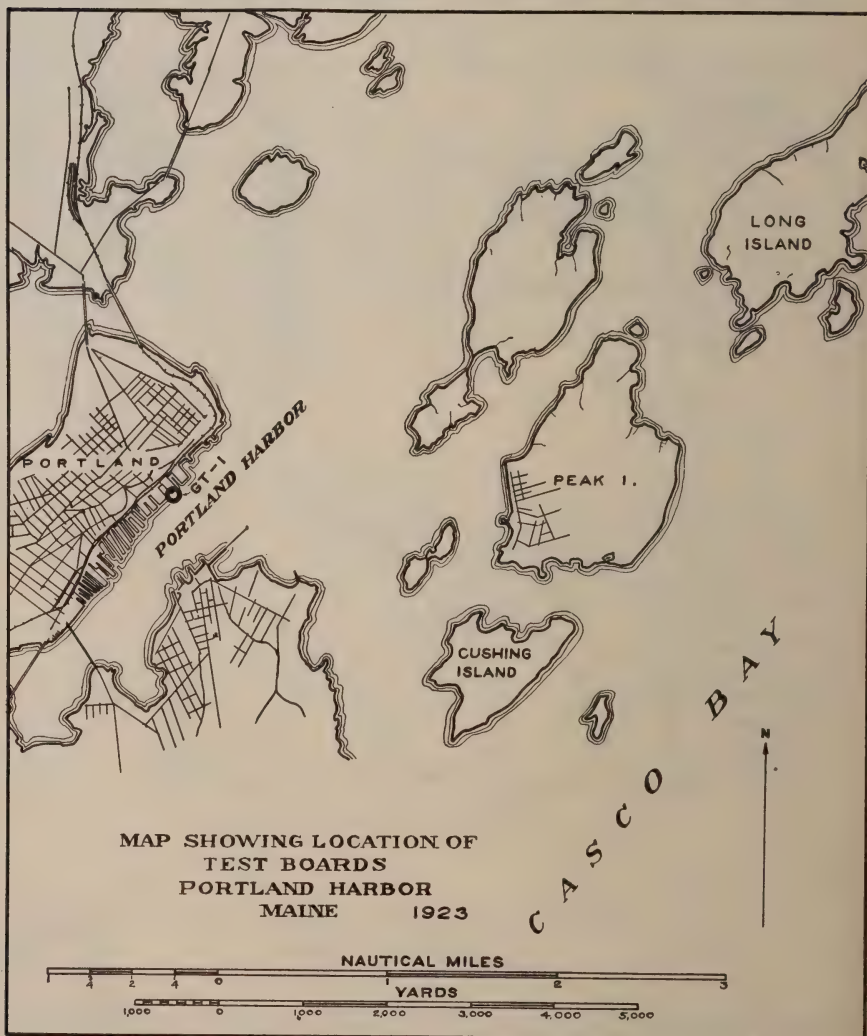 LONG
ISLAND
PORTLAND
GT-1
PORTLAND HARBOR
PEAK I.
CUSHING
ISLAND
CASCO BAY
N
MAP SHOWING LOCATION OF
TEST BOARDS
PORTLAND HARBOR
MAINE 1923
NAUTICAL MILES
1 4 2 4 0 1 2 3
YARDS
1,000 0 1,000 2,000 3,000 4,000 5,000